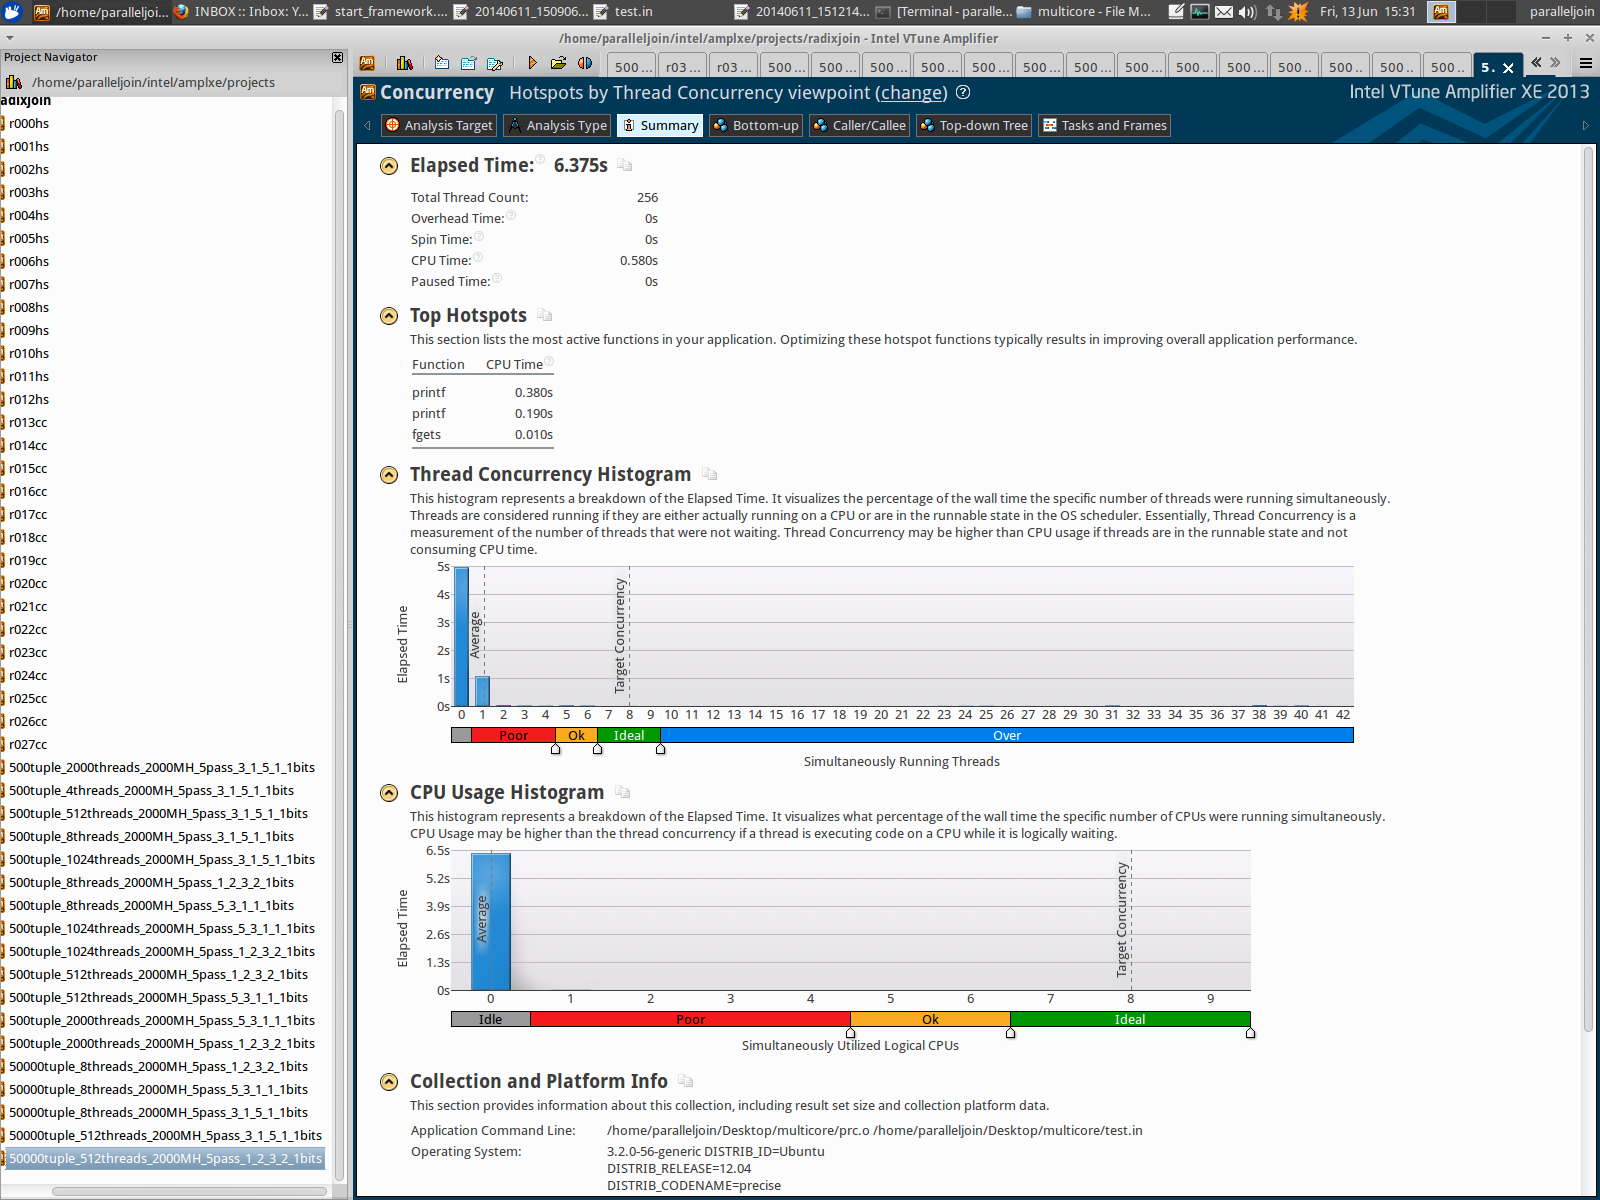 /home/paralleljoi...
INBOX :: Inbox: Y...
start_framework....
20140611_150906...
test.in
20140611_151214...
[Terminal - paralle...
multicore - File M...
Fri, 13 Jun 15:31
Am
paralleljoin
/home/paralleljoin/intel/amplxe/projects/radixjoin - Intel VTune Amplifier
Project Navigator
/home/paralleljoin/intel/amplxe/projects
adixjoin
r000hs
r001hs
r002hs
r003hs
r004hs
r005hs
r006hs
r007hs
r008hs
r009hs
r010hs
r011hs
r012hs
r013cc
r014cc
r015cc
r016cc
r017cc
r018cc
r019cc
r020cc
r021cc
r022cc
r023cc
r024cc
r025cc
r026cc
r027cc
500tuple_2000threads_2000MH_5pass_3_1_5_1_1bits
500tuple_4threads_2000MH_5pass_3_1_5_1_1bits
500tuple_512threads_2000MH_5pass_3_1_5_1_1bits
500tuple_8threads_2000MH_5pass_3_1_5_1_1bits
500tuple_1024threads_2000MH_5pass_3_1_5_1_1bits
500tuple_8threads_2000MH_5pass_1_2_3_2_1bits
500tuple_8threads_2000MH_5pass_5_3_1_1_1bits
500tuple_1024threads_2000MH_5pass_5_3_1_1_1bits
500tuple_1024threads_2000MH_5pass_1_2_3_2_1bits
500tuple_512threads_2000MH_5pass_1_2_3_2_1bits
500tuple_512threads_2000MH_5pass_5_3_1_1_1bits
500tuple_2000threads_2000MH_5pass_5_3_1_1_1bits
500tuple_2000threads_2000MH_5pass_1_2_3_2_1bits
50000tuple_8threads_2000MH_5pass_1_2_3_2_1bits
50000tuple_8threads_2000MH_5pass_5_3_1_1_1bits
50000tuple_8threads_2000MH_5pass_3_1_5_1_1bits
50000tuple_512threads_2000MH_5pass_3_1_5_1_1bits
50000tuple_512threads_2000MH_5pass_1_2_3_2_1bits
Am 500 ... r03 ... r03 ... 500 ... 500 ... 500 ... 500 ... 500 ... 500 ... 500 ... 500 ... 500 ... 500 ... 500 .. 500 .. 500 .. 500 .. 5.
Am Concurrency Hotspots by Thread Concurrency viewpoint (change) ?
Intel VTune Amplifier XE 2013
Analysis Target
Analysis Type
Summary
Bottom-up
Caller/Callee
Top-down Tree
Tasks and Frames
Elapsed Time: 6.375s
Total Thread Count: 256
Overhead Time: 0s
Spin Time: 0s
CPU Time: 0.580s
Paused Time: 0s
Top Hotspots
This section lists the most active functions in your application. Optimizing these hotspot functions typically results in improving overall application performance.
Function CPU Time
printf 0.380s
printf 0.190s
fgets 0.010s
Thread Concurrency Histogram
This histogram represents a breakdown of the Elapsed Time. It visualizes the percentage of the wall time the specific number of threads were running simultaneously.
Threads are considered running if they are either actually running on a CPU or are in the runnable state in the OS scheduler. Essentially, Thread Concurrency is a
measurement of the number of threads that were not waiting. Thread Concurrency may be higher than CPU usage if threads are in the runnable state and not
consuming CPU time.
Elapsed Time
5s
4s
3s
2s
1s
0s
Average
Target Concurrency
0 1 2 3 4 5 6 7 8 9 10 11 12 13 14 15 16 17 18 19 20 21 22 23 24 25 26 27 28 29 30 31 32 33 34 35 36 37 38 39 40 41 42
Poor Ok Ideal Over
Simultaneously Running Threads
CPU Usage Histogram
This histogram represents a breakdown of the Elapsed Time. It visualizes what percentage of the wall time the specific number of CPUs were running simultaneously.
CPU Usage may be higher than the thread concurrency if a thread is executing code on a CPU while it is logically waiting.
Elapsed Time
6.5s
5.2s
3.9s
2.6s
1.3s
0s
Average
Target Concurrency
0 1 2 3 4 5 6 7 8 9
Idle Poor Ok Ideal
Simultaneously Utilized Logical CPUs
Collection and Platform Info
This section provides information about this collection, including result set size and collection platform data.
Application Command Line: /home/paralleljoin/Desktop/multicore/prc.o /home/paralleljoin/Desktop/multicore/test.in
Operating System: 3.2.0-56-generic DISTRIB_ID=Ubuntu
DISTRIB_RELEASE=12.04
DISTRIB_CODENAME=precise